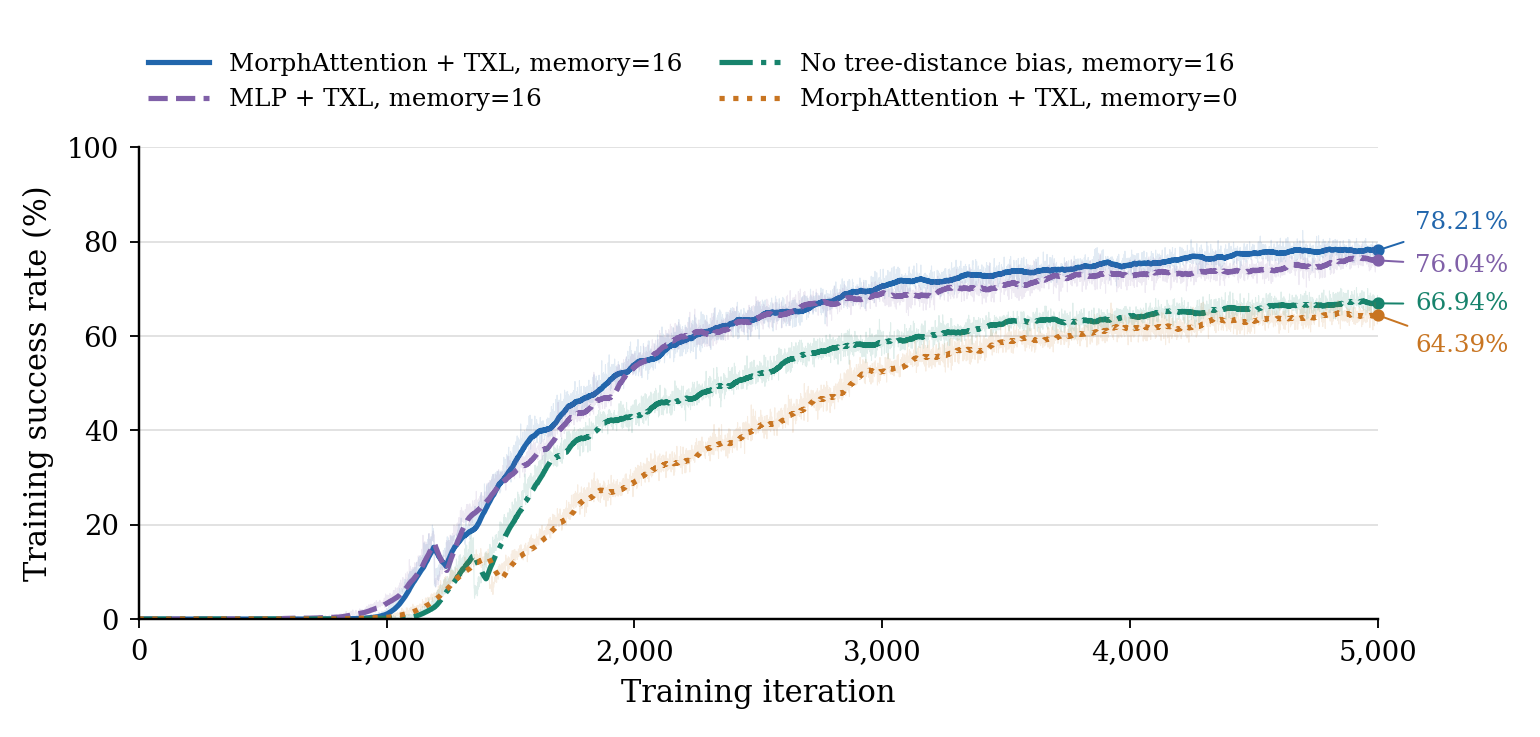 MorphAttention + TXL, memory=16
MLP + TXL, memory=16
No tree-distance bias, memory=16
MorphAttention + TXL, memory=0
Training success rate (%)
100
80
60
40
20
0
78.21%
76.04%
66.94%
64.39%
0 1,000 2,000 3,000 4,000 5,000
Training iteration